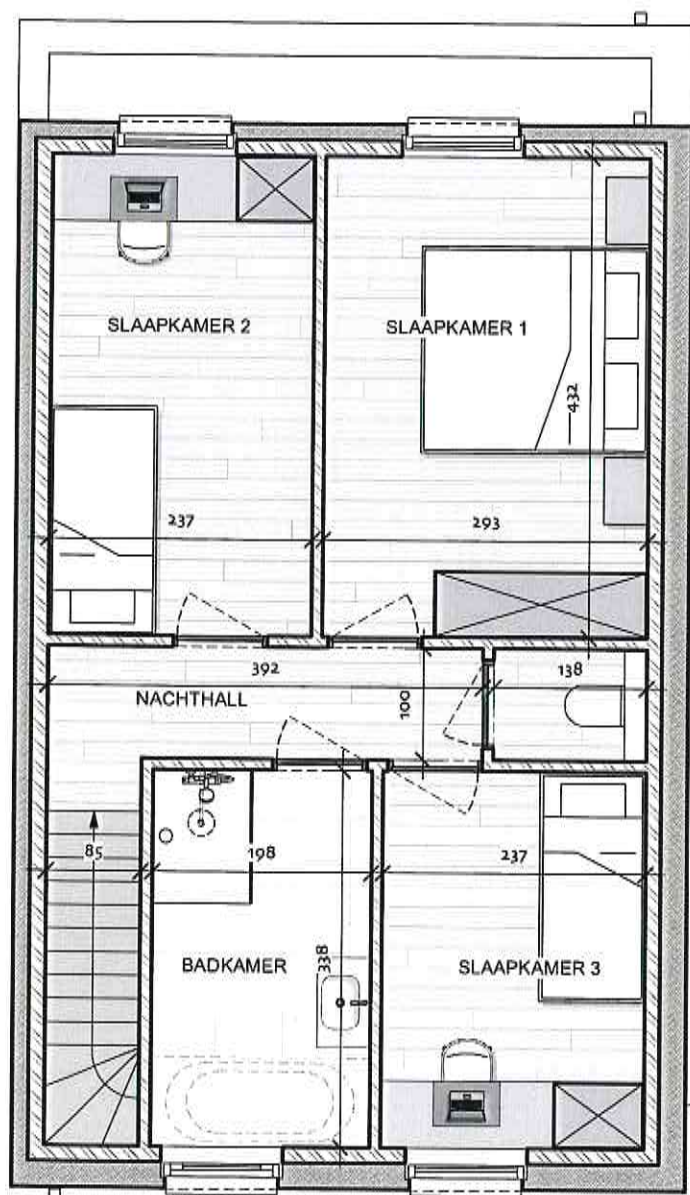 SLAAPKAMER 2
SLAAPKAMER 1
432
237
293
392
138
NACHTHALL
100
85
198
237
BADKAMER
338
SLAAPKAMER 3